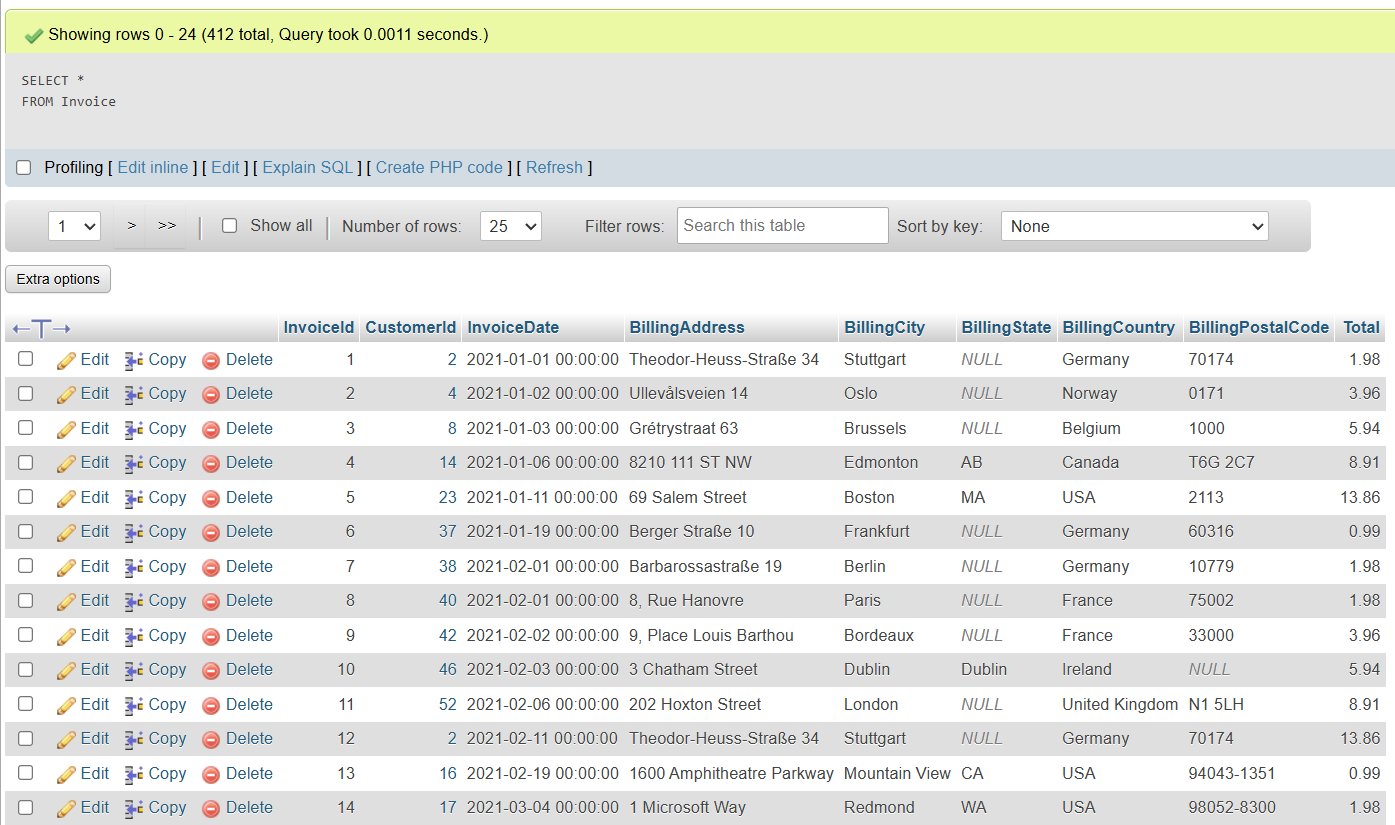 Showing rows 0 - 24 (412 total, Query took 0.0011 seconds.)
SELECT *
FROM Invoice
Profiling [ Edit inline ] [ Edit ] [ Explain SQL ] [ Create PHP code ] [ Refresh ]
1 > >> | Show all | Number of rows: 25 Filter rows: Search this table Sort by key: None
Extra options
←T→ InvoiceId CustomerId InvoiceDate BillingAddress BillingCity BillingState BillingCountry BillingPostalCode Total
Edit Copy Delete 1 2 2021-01-01 00:00:00 Theodor-Heuss-Straße 34 Stuttgart NULL Germany 70174 1.98
Edit Copy Delete 2 4 2021-01-02 00:00:00 Ullevålsveien 14 Oslo NULL Norway 0171 3.96
Edit Copy Delete 3 8 2021-01-03 00:00:00 Grétrystraat 63 Brussels NULL Belgium 1000 5.94
Edit Copy Delete 4 14 2021-01-06 00:00:00 8210 111 ST NW Edmonton AB Canada T6G 2C7 8.91
Edit Copy Delete 5 23 2021-01-11 00:00:00 69 Salem Street Boston MA USA 2113 13.86
Edit Copy Delete 6 37 2021-01-19 00:00:00 Berger Straße 10 Frankfurt NULL Germany 60316 0.99
Edit Copy Delete 7 38 2021-02-01 00:00:00 Barbarossastraße 19 Berlin NULL Germany 10779 1.98
Edit Copy Delete 8 40 2021-02-01 00:00:00 8, Rue Hanovre Paris NULL France 75002 1.98
Edit Copy Delete 9 42 2021-02-02 00:00:00 9, Place Louis Barthou Bordeaux NULL France 33000 3.96
Edit Copy Delete 10 46 2021-02-03 00:00:00 3 Chatham Street Dublin Dublin Ireland NULL 5.94
Edit Copy Delete 11 52 2021-02-06 00:00:00 202 Hoxton Street London NULL United Kingdom N1 5LH 8.91
Edit Copy Delete 12 2 2021-02-11 00:00:00 Theodor-Heuss-Straße 34 Stuttgart NULL Germany 70174 13.86
Edit Copy Delete 13 16 2021-02-19 00:00:00 1600 Amphitheatre Parkway Mountain View CA USA 94043-1351 0.99
Edit Copy Delete 14 17 2021-03-04 00:00:00 1 Microsoft Way Redmond WA USA 98052-8300 1.98